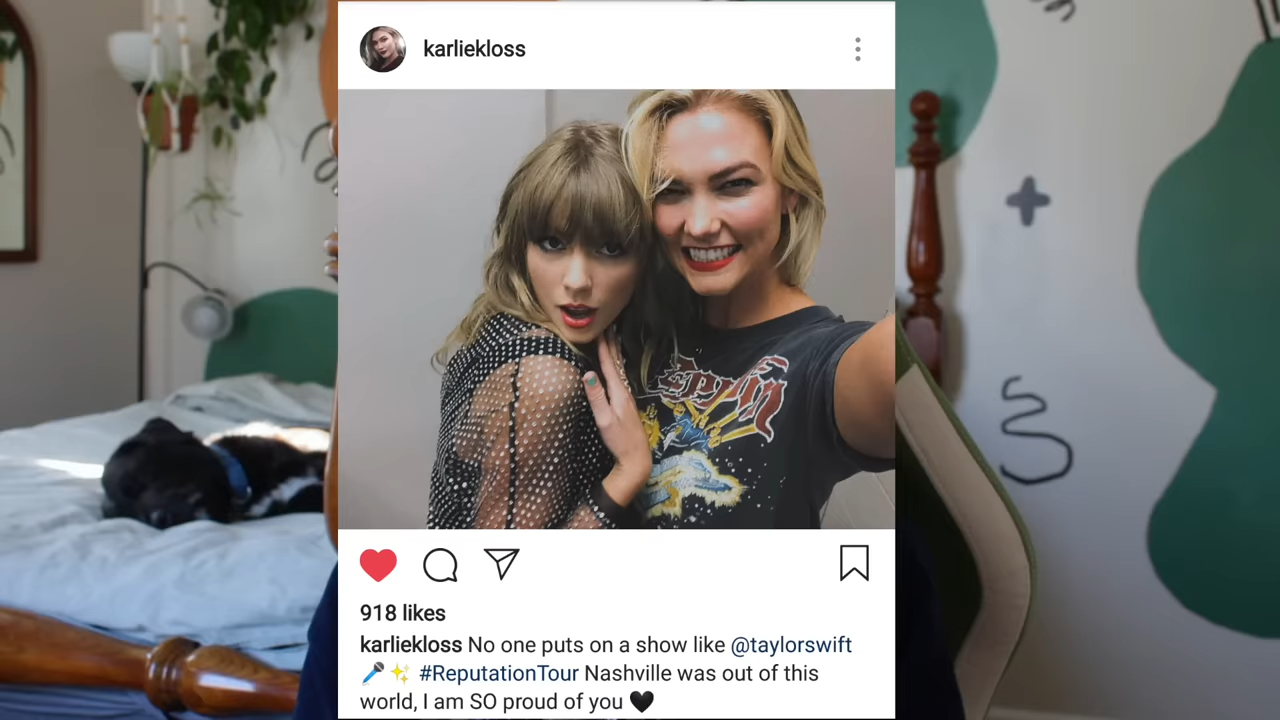 karliekloss
Zeppelin
918 likes
karliekloss No one puts on a show like @taylorswift
🎤✨ #ReputationTour Nashville was out of this
world, I am SO proud of you 🖤